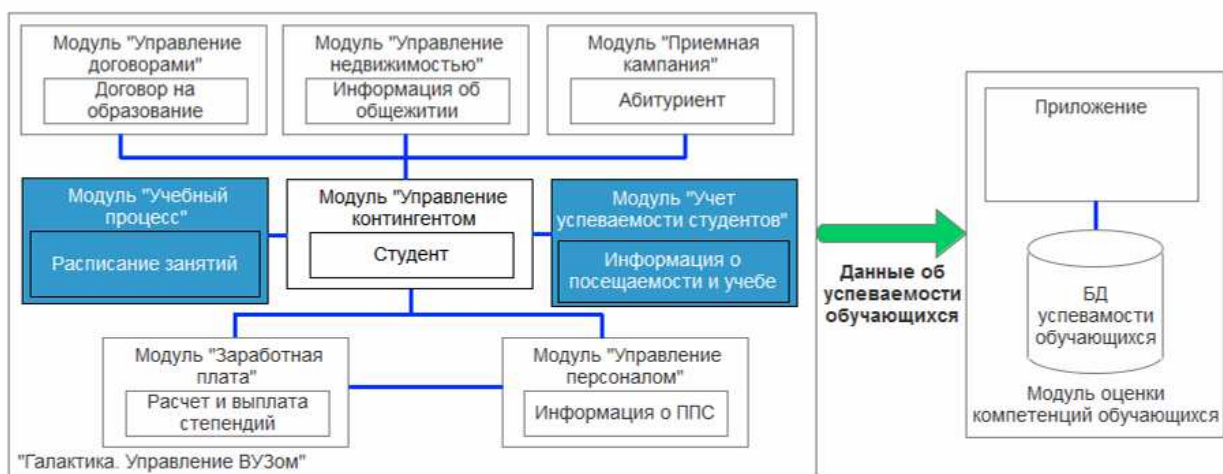 Модуль "Управление
договорами"
Договор на
образование
Модуль "Управление
недвижимостью"
Информация об
общежитии
Модуль "Приемная
кампания"
Абитуриент
Модуль "Учебный
процесс"
Расписание занятий
Модуль "Управление
контингентом
Студент
Модуль "Учет
успеваемости студентов"
Информация о
посещаемости и учебе
Модуль "Заработная
плата"
Расчет и выплата
степендий
Модуль "Управление
персоналом"
Информация о ППС
"Галактика. Управление ВУЗом"
Данные об
успеваемости
обучающихся
Приложение
БД
успевамости
обучающихся
Модуль оценки
компетенций обучающихся